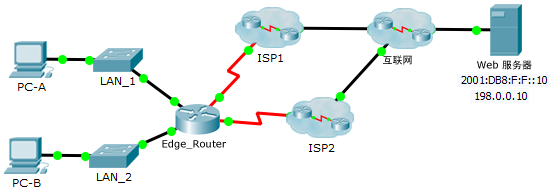 ISP1
互联网
Web 服务器
2001:DB8:F:F::10
198.0.0.10
PC-A
LAN_1
Edge_Router
ISP2
PC-B
LAN_2